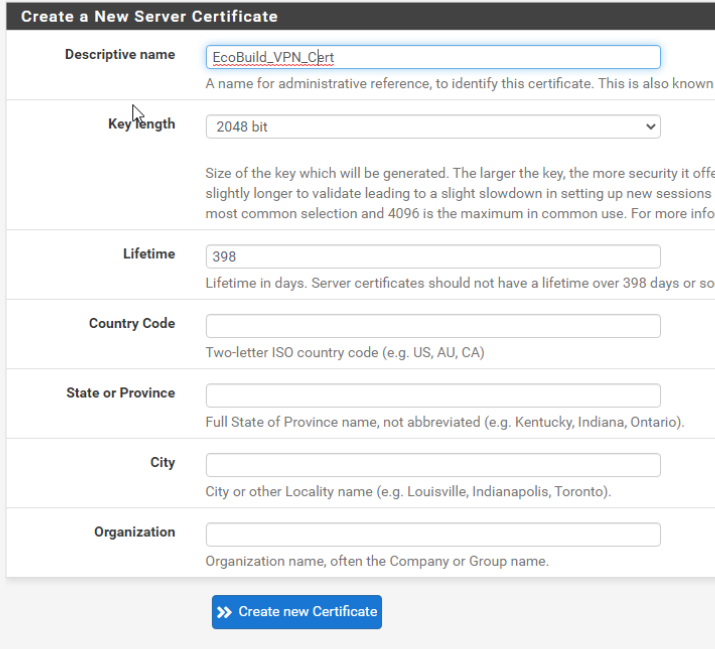 Create a New Server Certificate
Descriptive name
EcoBuild_VPN_Cert
A name for administrative reference, to identify this certificate. This is also known
Key length
2048 bit
Size of the key which will be generated. The larger the key, the more security it offe
slightly longer to validate leading to a slight slowdown in setting up new sessions
most common selection and 4096 is the maximum in common use. For more info
Lifetime
398
Lifetime in days. Server certificates should not have a lifetime over 398 days or so
Country Code
Two-letter ISO country code (e.g. US, AU, CA)
State or Province
Full State of Province name, not abbreviated (e.g. Kentucky, Indiana, Ontario).
City
City or other Locality name (e.g. Louisville, Indianapolis, Toronto).
Organization
Organization name, often the Company or Group name.
Create new Certificate